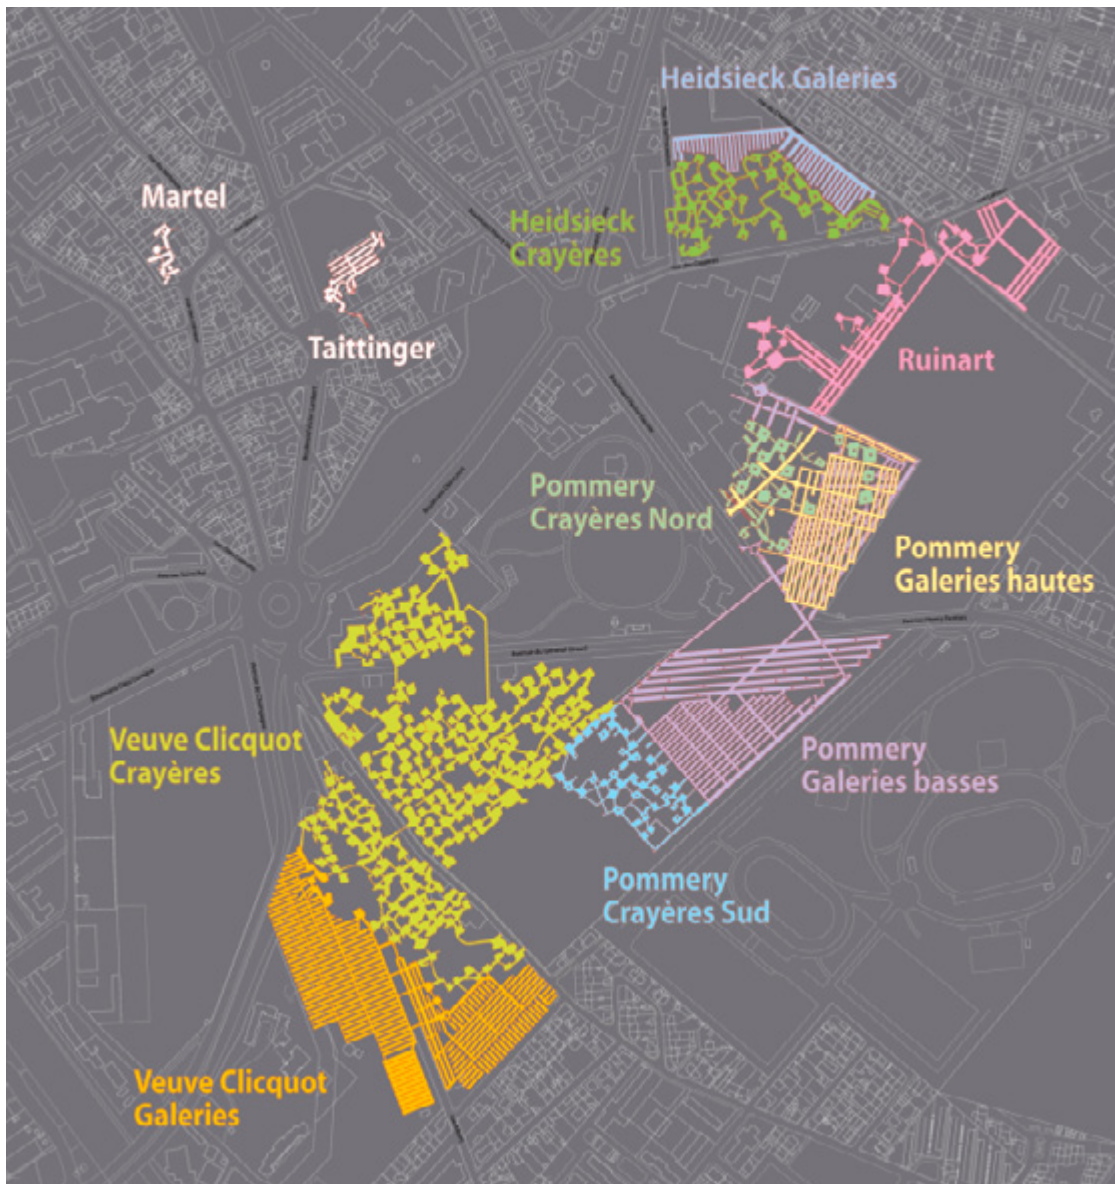 Heidsieck Galeries
Martel
Heidsieck
Crayères
Taittinger
Ruinart
Pommery
Crayères Nord
Pommery
Galeries hautes
Veuve Clicquot
Crayères
Pommery
Galeries basses
Pommery
Crayères Sud
Veuve Clicquot
Galeries